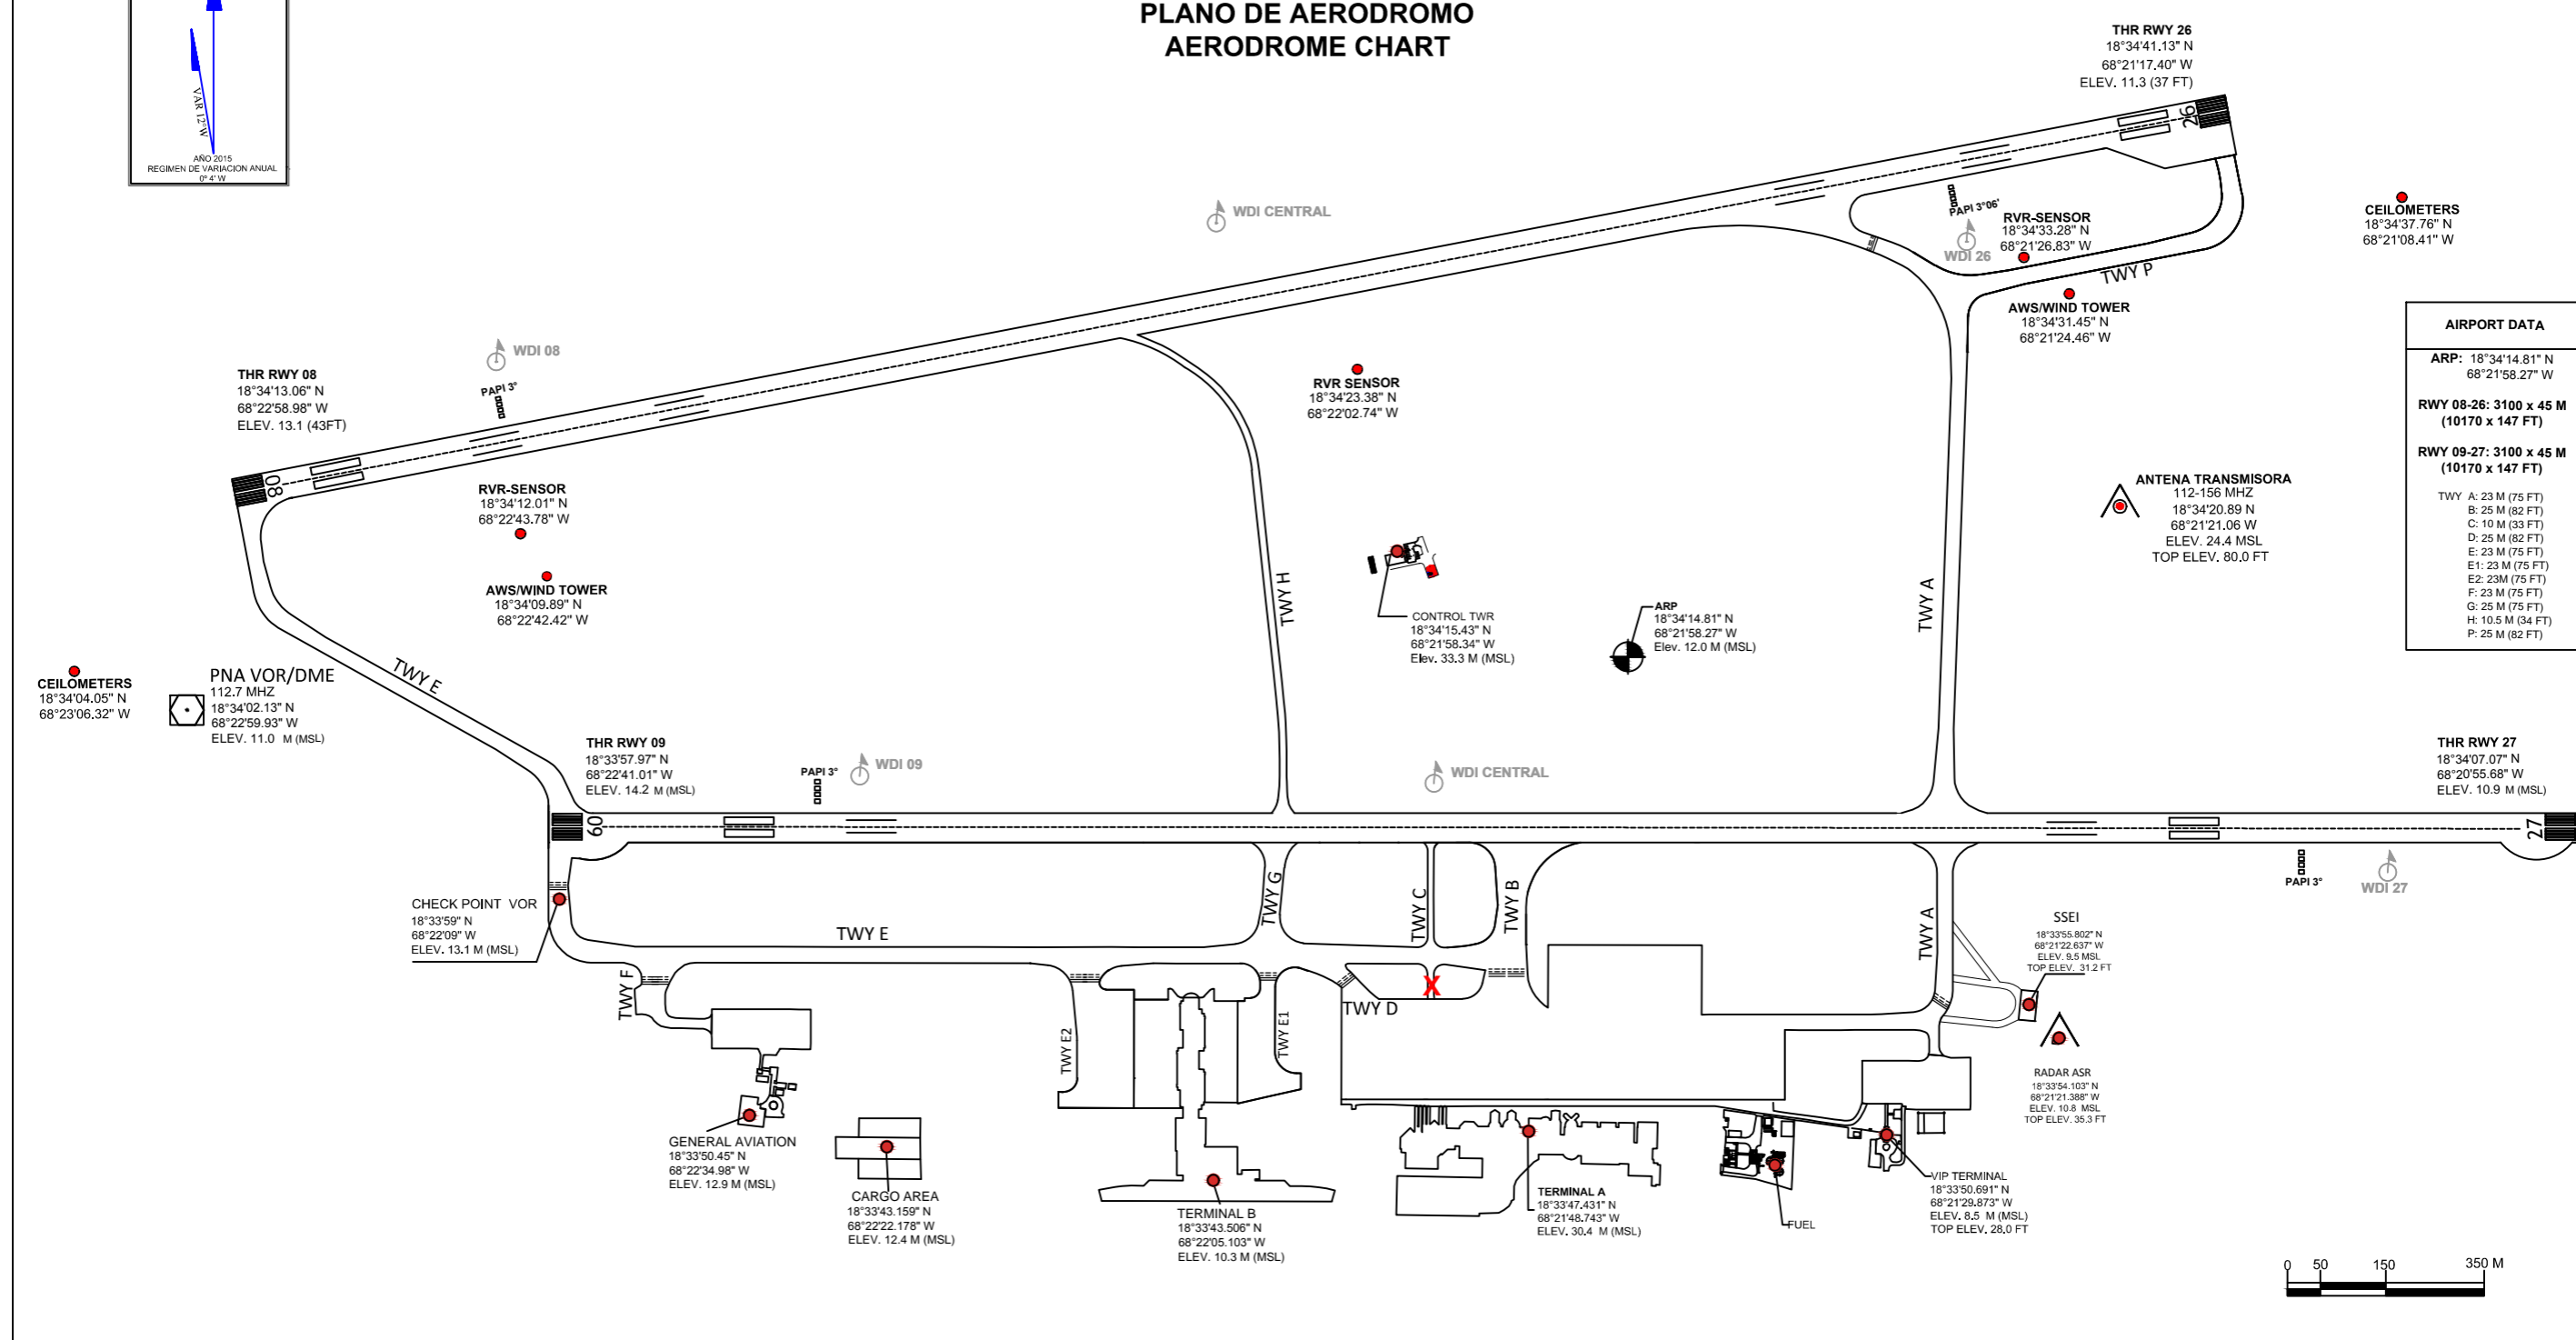 PLANO DE AERODROMO
AERODROME CHART
VAR 12°W
AÑO 2015
REGIMEN DE VARIACION ANUAL
0° 4' W
THR RWY 26
18°34'41.13" N
68°21'17.40" W
ELEV. 11.3 (37 FT)
26
WDI CENTRAL
PAPI 3°06'
WDI 26
RVR-SENSOR
18°34'33.28" N
68°21'26.83" W
TWY P
AWS/WIND TOWER
18°34'31.45" N
68°21'24.46" W
CEILOMETERS
18°34'37.76" N
68°21'08.41" W
AIRPORT DATA
ARP: 18°34'14.81" N
68°21'58.27" W
RWY 08-26: 3100 x 45 M
(10170 x 147 FT)
RWY 09-27: 3100 x 45 M
(10170 x 147 FT)
TWY A: 23 M (75 FT)
B: 25 M (82 FT)
C: 10 M (33 FT)
D: 25 M (82 FT)
E: 23 M (75 FT)
E1: 23 M (75 FT)
E2: 23M (75 FT)
F: 23 M (75 FT)
G: 25 M (75 FT)
H: 10.5 M (34 FT)
P: 25 M (82 FT)
WDI 08
PAPI 3°
THR RWY 08
18°34'13.06" N
68°22'58.98" W
ELEV. 13.1 (43FT)
08
RVR-SENSOR
18°34'12.01" N
68°22'43.78" W
AWS/WIND TOWER
18°34'09.89" N
68°22'42.42" W
RVR SENSOR
18°34'23.38" N
68°22'02.74" W
TWY H
CONTROL TWR
18°34'15.43" N
68°21'58.34" W
Elev. 33.3 M (MSL)
ARP
18°34'14.81" N
68°21'58.27" W
Elev. 12.0 M (MSL)
TWY A
ANTENA TRANSMISORA
112-156 MHZ
18°34'20.89 N
68°21'21.06 W
ELEV. 24.4 MSL
TOP ELEV. 80.0 FT
CEILOMETERS
18°34'04.05" N
68°23'06.32" W
PNA VOR/DME
112.7 MHZ
18°34'02.13" N
68°22'59.93" W
ELEV. 11.0 M (MSL)
TWY E
THR RWY 09
18°33'57.97" N
68°22'41.01" W
ELEV. 14.2 M (MSL)
PAPI 3°
WDI 09
WDI CENTRAL
THR RWY 27
18°34'07.07" N
68°20'55.68" W
ELEV. 10.9 M (MSL)
09
27
PAPI 3°
WDI 27
CHECK POINT VOR
18°33'59" N
68°22'09" W
ELEV. 13.1 M (MSL)
TWY E
TWY G
TWY C
TWY B
TWY A
SSEI
18°33'55.802" N
68°21'22.637" W
ELEV. 9.5 MSL
TOP ELEV. 31.2 FT
TWY F
TWY E2
TWY E1
X
TWY D
RADAR ASR
18°33'54.103" N
68°21'21.388" W
ELEV. 10.8 MSL
TOP ELEV. 35.3 FT
GENERAL AVIATION
18°33'50.45" N
68°22'34.98" W
ELEV. 12.9 M (MSL)
CARGO AREA
18°33'43.159" N
68°22'22.178" W
ELEV. 12.4 M (MSL)
TERMINAL B
18°33'43.506" N
68°22'05.103" W
ELEV. 10.3 M (MSL)
TERMINAL A
18°33'47.431" N
68°21'48.743" W
ELEV. 30.4 M (MSL)
FUEL
VIP TERMINAL
18°33'50.691" N
68°21'29.873" W
ELEV. 8.5 M (MSL)
TOP ELEV. 28.0 FT
0 50 150 350 M